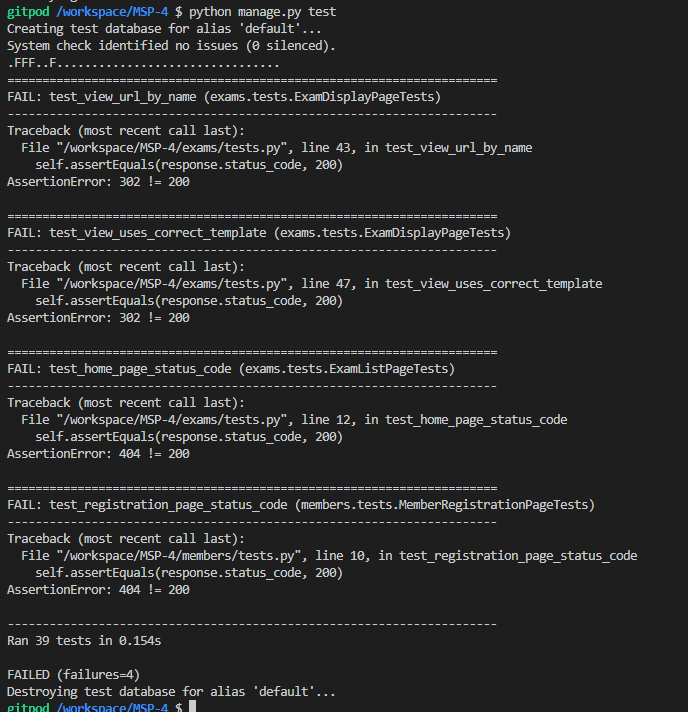 gitpod /workspace/MSP-4 $ python manage.py test
Creating test database for alias 'default'...
System check identified no issues (0 silenced).
.FFF..F................................
======================================================================
FAIL: test_view_url_by_name (exams.tests.ExamDisplayPageTests)
----------------------------------------------------------------------
Traceback (most recent call last):
  File "/workspace/MSP-4/exams/tests.py", line 43, in test_view_url_by_name
    self.assertEquals(response.status_code, 200)
AssertionError: 302 != 200

======================================================================
FAIL: test_view_uses_correct_template (exams.tests.ExamDisplayPageTests)
----------------------------------------------------------------------
Traceback (most recent call last):
  File "/workspace/MSP-4/exams/tests.py", line 47, in test_view_uses_correct_template
    self.assertEquals(response.status_code, 200)
AssertionError: 302 != 200

======================================================================
FAIL: test_home_page_status_code (exams.tests.ExamListPageTests)
----------------------------------------------------------------------
Traceback (most recent call last):
  File "/workspace/MSP-4/exams/tests.py", line 12, in test_home_page_status_code
    self.assertEquals(response.status_code, 200)
AssertionError: 404 != 200

======================================================================
FAIL: test_registration_page_status_code (members.tests.MemberRegistrationPageTests)
----------------------------------------------------------------------
Traceback (most recent call last):
  File "/workspace/MSP-4/members/tests.py", line 10, in test_registration_page_status_code
    self.assertEquals(response.status_code, 200)
AssertionError: 404 != 200

----------------------------------------------------------------------
Ran 39 tests in 0.154s

FAILED (failures=4)
Destroying test database for alias 'default'...
gitpod /workspace/MSP-4 $